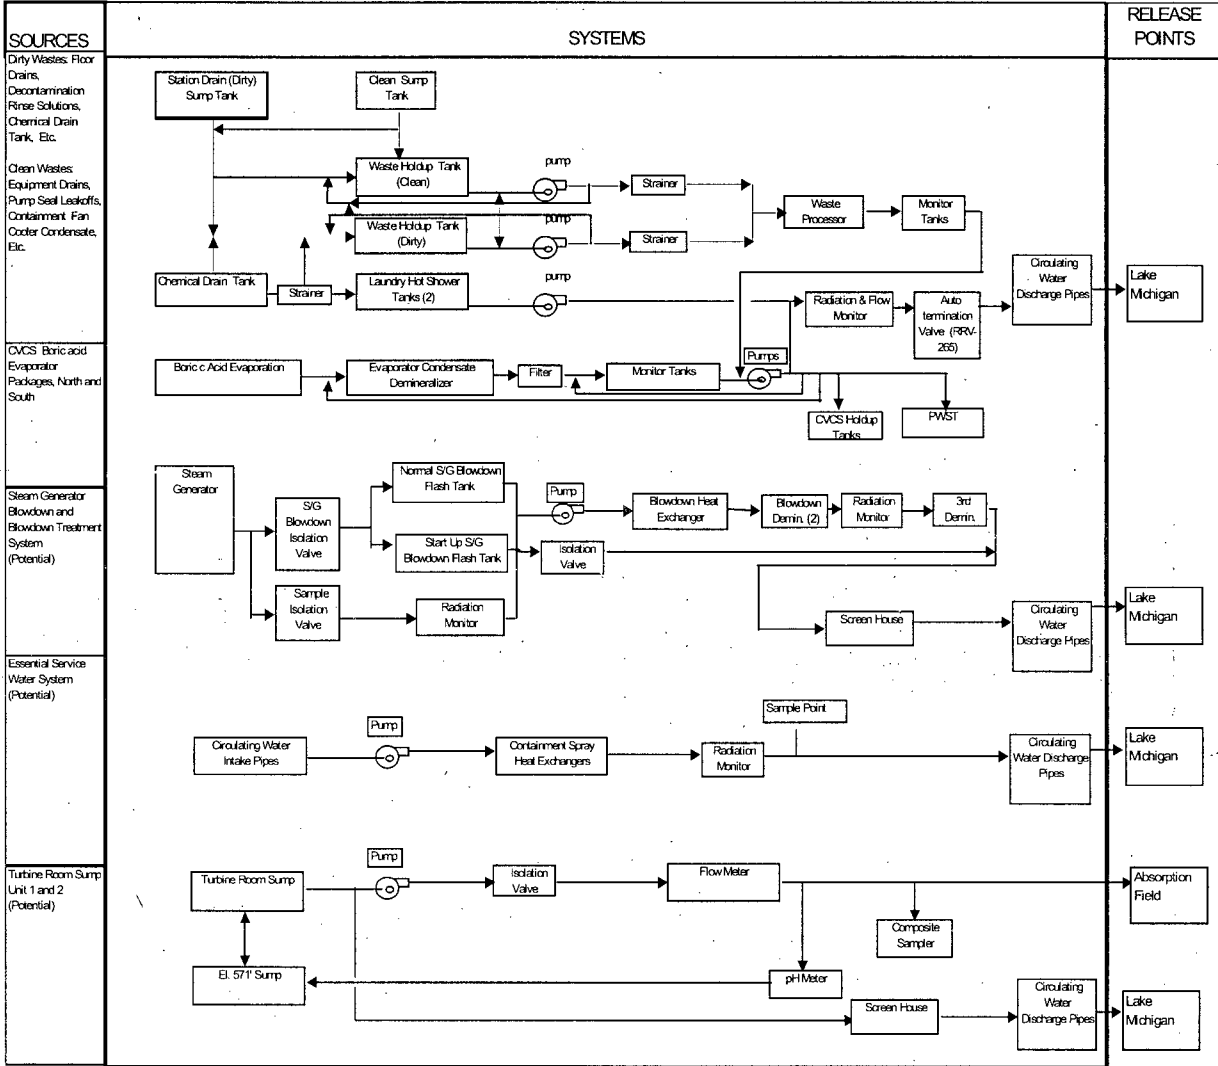 SOURCES
SYSTEMS
RELEASE
POINTS
Dirty Wastes: Floor
Drains,
Decontamination
Rinse Solutions,
Chemical Drain
Tank, Etc.
Clean Wastes:
Equipment Drains,
Pump Seal Leakoffs,
Containment Fan
Cooler Condensate,
Etc.
Station Drain (Dirty)
Sump Tank
Clean Sump
Tank
Waste Holdup Tank
(Clean)
pump
Strainer
Waste Holdup Tank
(Dirty)
pump
Strainer
Waste
Processor
Monitor
Tanks
Chemical Drain Tank
Strainer
Laundry Hot Shower
Tanks (2)
pump
Radiation & Flow
Monitor
Auto
termination
Valve (RRV-
265)
Circulating
Water
Discharge Pipes
Lake
Michigan
CVCS Boric acid
Evaporator
Packages, North and
South
Boric c Acid Evaporation
Evaporator Condensate
Demineralizer
Filter
Monitor Tanks
Pumps
CVCS Holdup
Tanks
PWST
Steam Generator
Blowdown and
Blowdown Treatment
System
(Potential)
Steam
Generator
S/G
Blowdown
Isolation
Valve
Normal S/G Blowdown
Flash Tank
Start Up S/G
Blowdown Flash Tank
Pump
Isolation
Valve
Blowdown Heat
Exchanger
Blowdown
Demin. (2)
Radiation
Monitor
3rd
Demin.
Sample
Isolation
Valve
Radiation
Monitor
Screen House
Circulating
Water
Discharge Pipes
Lake
Michigan
Essential Service
Water System
(Potential)
Circulating Water
Intake Pipes
Pump
Containment Spray
Heat Exchangers
Radiation
Monitor
Sample Point
Circulating
Water Discharge
Pipes
Lake
Michigan
Turbine Room Sump
Unit 1 and 2
(Potential)
Turbine Room Sump
Pump
Isolation
Valve
Flow Meter
Composite
Sampler
Absorption
Field
El. 571' Sump
pH Meter
Screen House
Circulating
Water
Discharge Pipes
Lake
Michigan